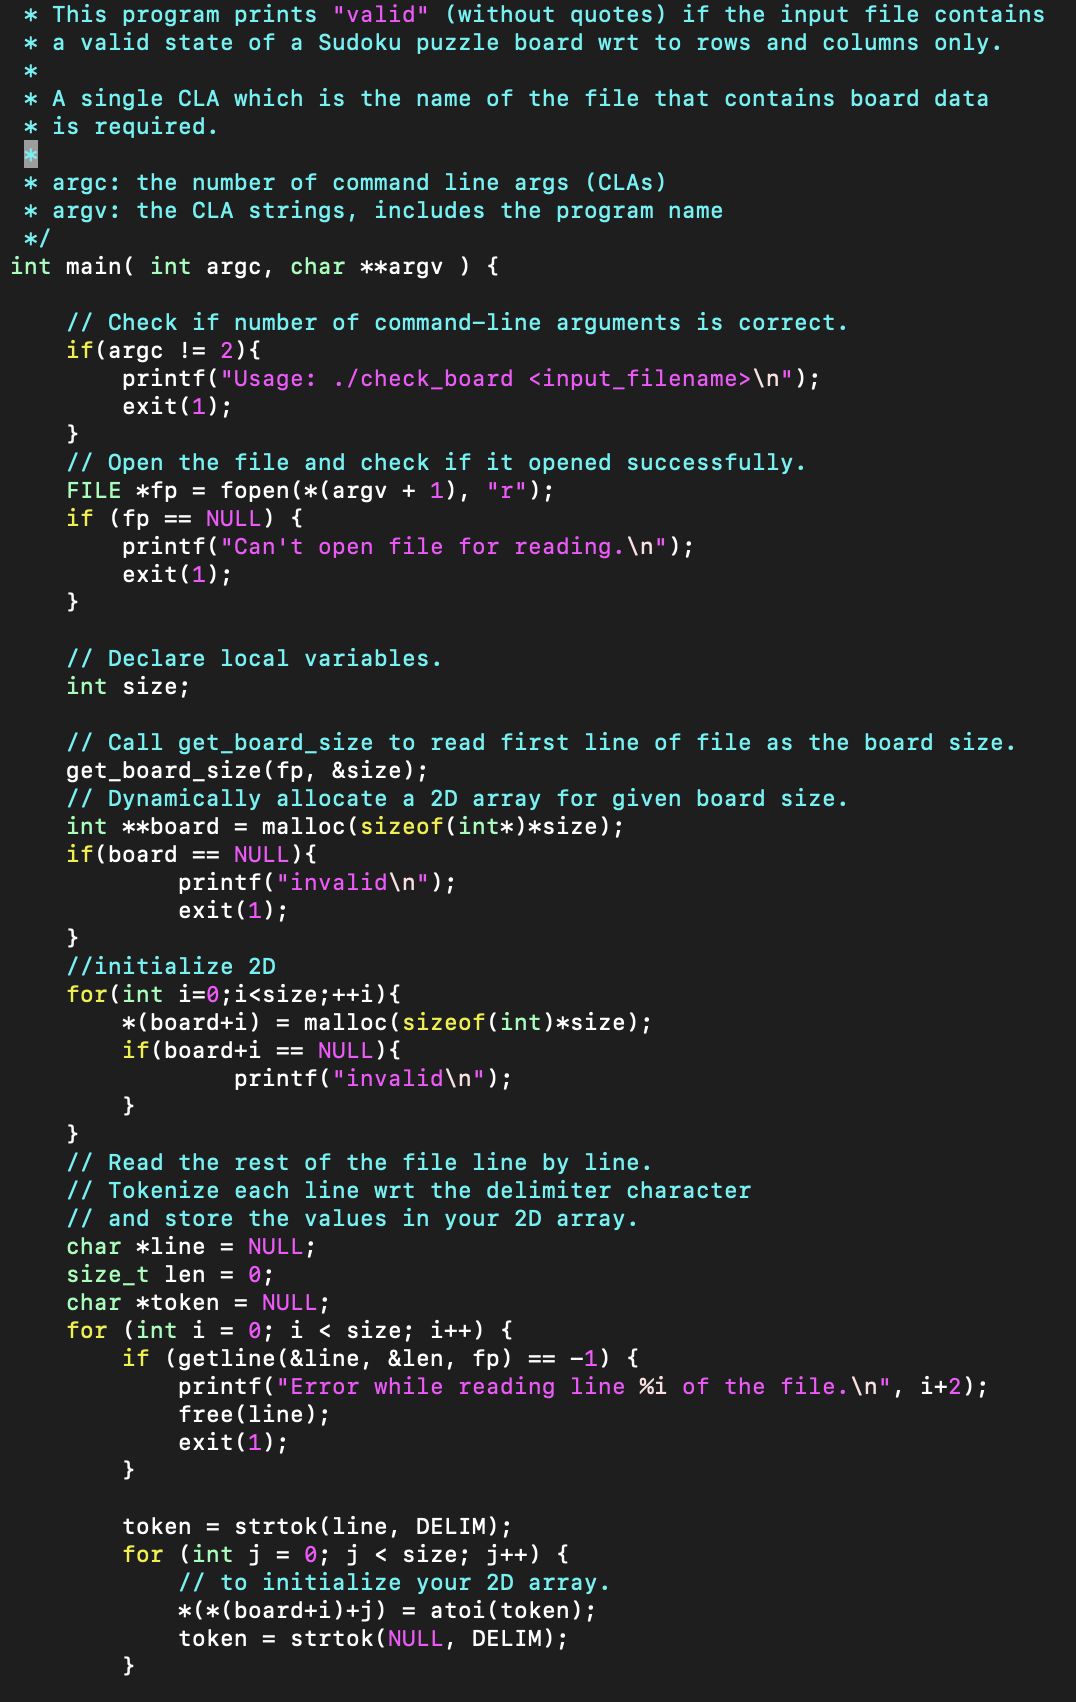 * This program prints "valid" (without quotes) if the input file contains
* a valid state of a Sudoku puzzle board wrt to rows and columns only.
*
* A single CLA which is the name of the file that contains board data
* is required.
*
* argc: the number of command line args (CLAs)
* argv: the CLA strings, includes the program name
*/
int main( int argc, char **argv ) {
// Check if number of command-line arguments is correct.
if(argc != 2){
printf("Usage: ./check_board <input_filename>\n");
exit(1);
}
// Open the file and check if it opened successfully.
FILE *fp = fopen(*(argv + 1), "r");
if (fp == NULL) {
printf("Can't open file for reading.\n");
exit(1);
}
// Declare local variables.
int size;
// Call get_board_size to read first line of file as the board size.
get_board_size(fp, &size);
// Dynamically allocate a 2D array for given board size.
int **board = malloc(sizeof(int*)*size);
if(board == NULL){
printf("invalid\n");
exit(1);
}
//initialize 2D
for(int i=0;i<size;++i){
*(board+i) = malloc(sizeof(int)*size);
if(board+i == NULL){
printf("invalid\n");
}
}
// Read the rest of the file line by line.
// Tokenize each line wrt the delimiter character
// and store the values in your 2D array.
char *line = NULL;
size_t len = 0;
char *token = NULL;
for (int i = 0; i < size; i++) {
if (getline(&line, &len, fp) == -1) {
printf("Error while reading line %i of the file.\n", i+2);
free(line);
exit(1);
}
token = strtok(line, DELIM);
for (int j = 0; j < size; j++) {
// to initialize your 2D array.
*(*(board+i)+j) = atoi(token);
token = strtok(NULL, DELIM);
}